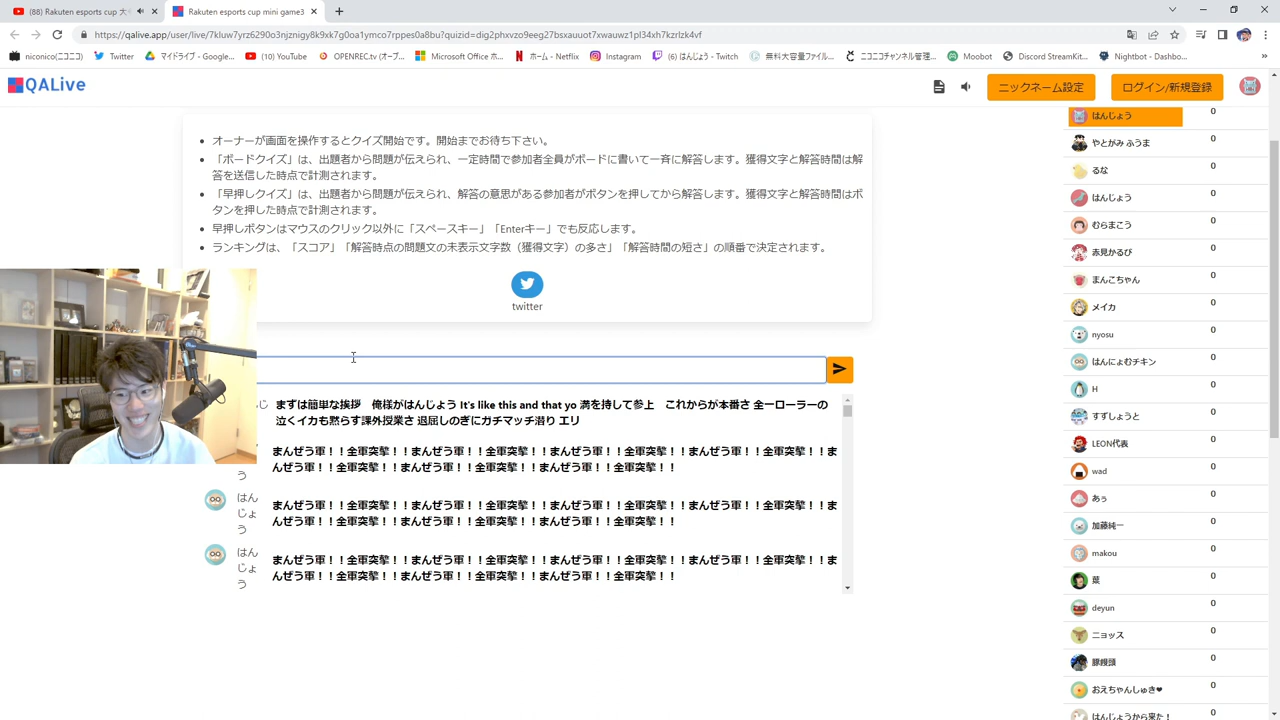 (88) Rakuten esports cup 大
Rakuten esports cup mini game3
https://qalive.app/user/live/7kluw7yrz6290o3njznigy8k9xk7g0oa1ymco7rppes0a8bu?quuid=dig2phxvzo9eeg27bsxauuot7xwauwz1pl34xh7kzrlzk4vf
niconico(ニコニコ)
Twitter
マイドライブ - Google...
(10) YouTube
OPENREC.tv (オープ...
Microsoft Office ホ...
ホーム - Netflix
Instagram
(6) はんじょう - Twitch
無料大容量ファイル...
ニコニコチャンネル管理...
Moobot
Discord StreamKit...
Nightbot - Dashbo...
QALive
ニックネーム設定
ログイン/新規登録
オーナーが画面を操作するとクイズ開始です。開始までお待ち下さい。
「ボードクイズ」は、出題者から問題が伝えられ、一定時間で参加者全員がボードに書いて一斉に解答します。獲得文字と解答時間は解
答を送信した時点で計測されます。
「早押しクイズ」は、出題者から問題が伝えられ、解答の意思がある参加者がボタンを押してから解答します。獲得文字と解答時間はボ
タンを押した時点で計測されます。
早押しボタンはマウスのクリック以外に「スペースキー」「Enterキー」でも反応します。
ランキングは、「スコア」「解答時点の問題文の未表示文字数（獲得文字）の多さ」「解答時間の短さ」の順番で決定されます。
twitter
じ まずは簡単な挨拶　俺様がはんじょう It's like this and that yo 満を持して参上　これからが本番さ 全一ローラーの
泣くイカも黙らす課外授業さ 退屈しのぎにガチマッチ潜り エリ
まんぜう軍！！全軍突撃！！まんぜう軍！！全軍突撃！！まんぜう軍！！全軍突撃！！まんぜう軍！！全軍突撃！！ま
んぜう軍！！全軍突撃！！まんぜう軍！！全軍突撃！！まんぜう軍！！全軍突撃！！
う
はん
じょ
う
まんぜう軍！！全軍突撃！！まんぜう軍！！全軍突撃！！まんぜう軍！！全軍突撃！！まんぜう軍！！全軍突撃！！ま
んぜう軍！！全軍突撃！！まんぜう軍！！全軍突撃！！まんぜう軍！！全軍突撃！！
はん
じょ
う
まんぜう軍！！全軍突撃！！まんぜう軍！！全軍突撃！！まんぜう軍！！全軍突撃！！まんぜう軍！！全軍突撃！！ま
んぜう軍！！全軍突撃！！まんぜう軍！！全軍突撃！！まんぜう軍！！全軍突撃！！
はんじょう 0
やとがみ ふうま 0
るな 0
はんじょう 0
むらまこう 0
赤見かるび 0
まんこちゃん 0
メイカ 0
nyosu 0
はんにょむチキン 0
H 0
すずしょうと 0
LEON代表 0
wad 0
あぅ 0
加藤純一 0
makou 0
葉 0
deyun 0
ニョッス 0
豚饅頭 0
おえちゃんしゅき❤ 0
はんじょうから来た！ 0